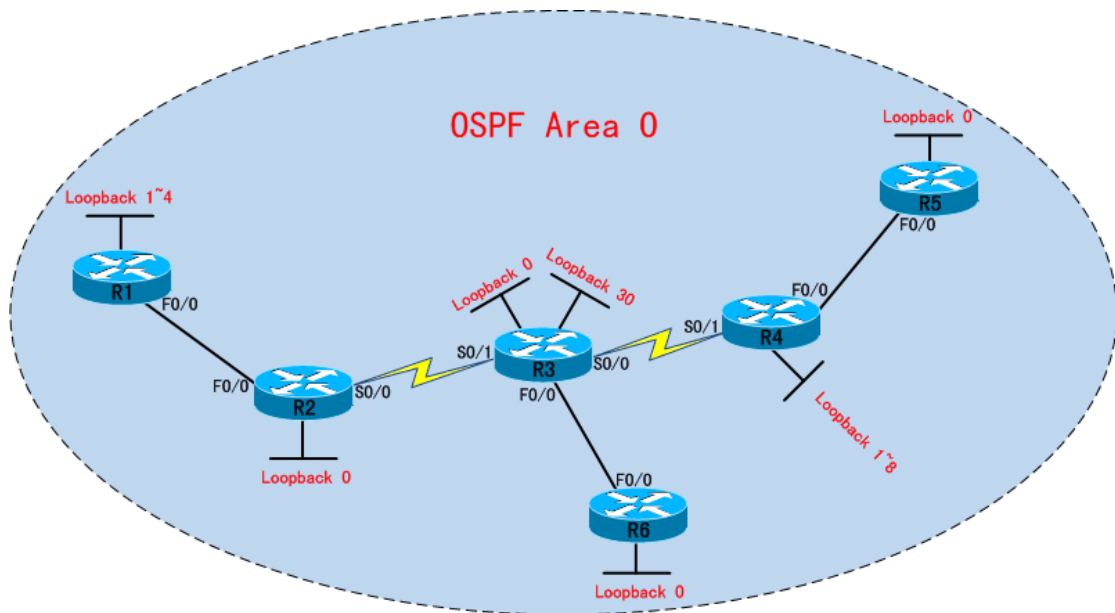 OSPF Area 0
Loopback 0
R5
F0/0
Loopback 1~4
R1
F0/0
Loopback 0
Loopback 30
F0/0
S0/1
R4
S0/1
R3
S0/0
F0/0
F0/0
R2
S0/0
Loopback 1~8
Loopback 0
F0/0
R6
Loopback 0